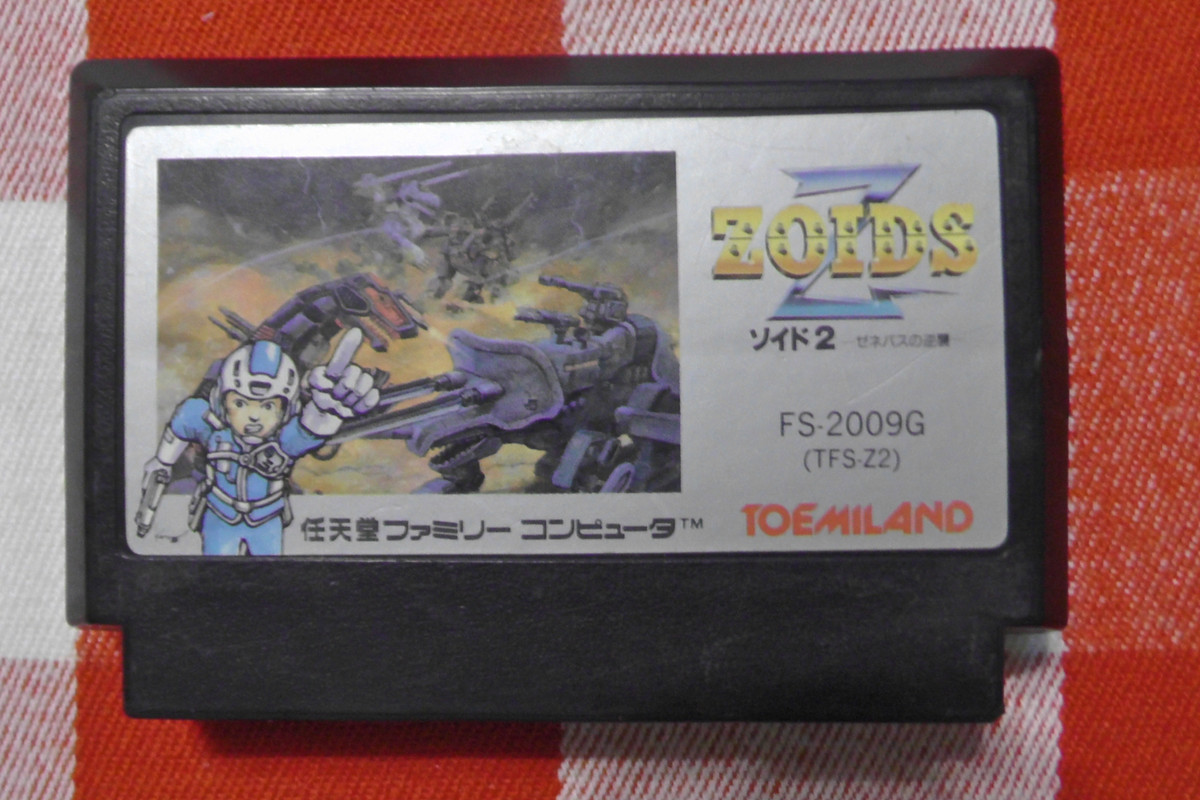 ZOIDS
ゾイド2 ─ゼネバスの逆襲─
FS-2009G
(TFS-Z2)
任天堂ファミリー コンピュータ™
TOEMILAND